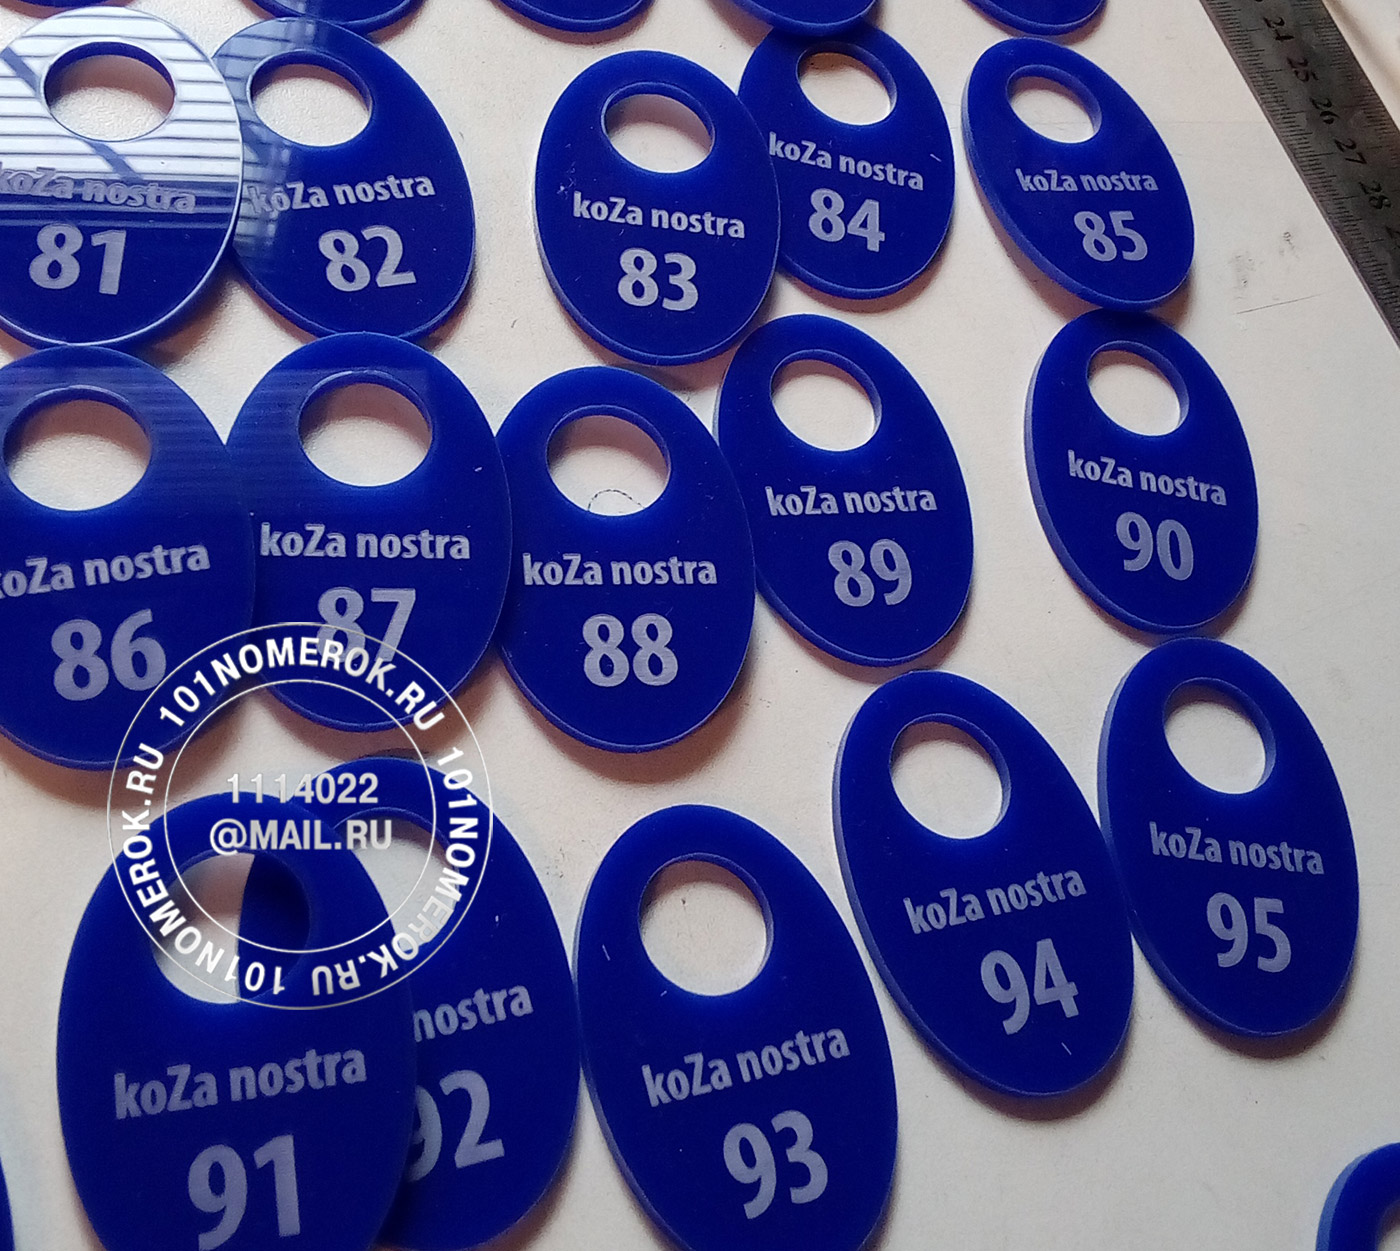 24
25
26
27
28
koZa nostra
81
koZa nostra
82
koZa nostra
83
koZa nostra
84
koZa nostra
85
koZa nostra
86
koZa nostra
87
koZa nostra
88
koZa nostra
89
koZa nostra
90
101NOMEROK.RU 101NOMEROK.RU 101NOMEROK.RU 101NOMEROK.RU
1114022
@MAIL.RU
koZa nostra
91
nostra
92
koZa nostra
93
koZa nostra
94
koZa nostra
95